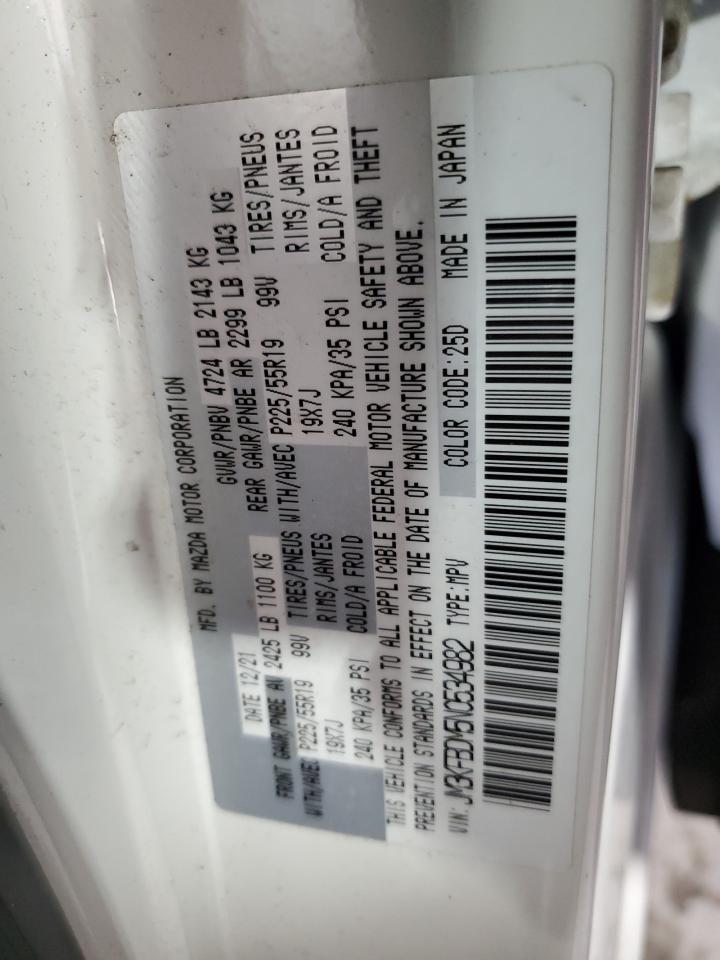 MFD. BY MAZDA MOTOR CORPORATION
DATE 12/21 GVWR/PNBV 4724 LB 2143 KG
FRONT GAWR/PNBE AV 2425 LB 1100 KG REAR GAWR/PNBE AR 2299 LB 1043 KG
WITH/AVEC P225/55R19 99V TIRES/PNEUS WITH/AVEC P225/55R19 99V TIRES/PNEUS
19X7J RIMS/JANTES 19X7J RIMS/JANTES
240 KPA/35 PSI COLD/A FROID 240 KPA/35 PSI COLD/A FROID
THIS VEHICLE CONFORMS TO ALL APPLICABLE FEDERAL MOTOR VEHICLE SAFETY AND THEFT
PREVENTION STANDARDS IN EFFECT ON THE DATE OF MANUFACTURE SHOWN ABOVE.
VIN: JM3KFBDM5N0534982 TYPE:MPV COLOR CODE:25D MADE IN JAPAN